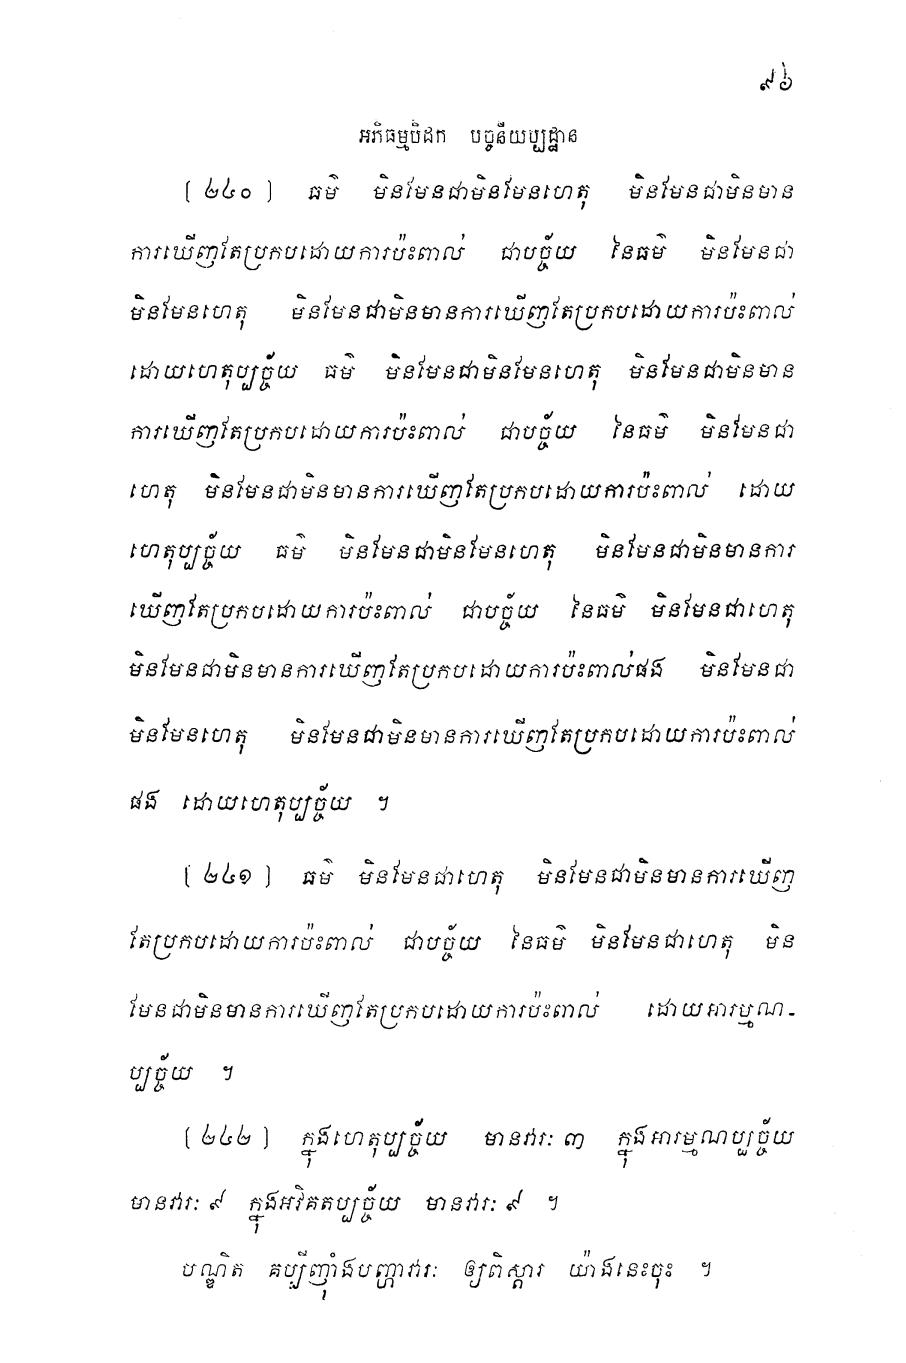 ៩៦
អភិធម្មបិដក បច្ចនីយប្បដ្ឋាន
[២៤០] ធម៌ មិនមែនជាមិនមែនហេតុ មិនមែនជាមិនមាន
ការឃើញតែប្រកបដោយការប៉ះពាល់ ជាបច្ច័យ នៃធម៌ មិនមែនជា
មិនមែនហេតុ មិនមែនជាមិនមានការឃើញតែប្រកបដោយការប៉ះពាល់
ដោយហេតុប្បច្ច័យ ធម៌ មិនមែនជាមិនមែនហេតុ មិនមែនជាមិនមាន
ការឃើញតែប្រកបដោយការប៉ះពាល់ ជាបច្ច័យ នៃធម៌ មិនមែនជា
ហេតុ មិនមែនជាមិនមានការឃើញតែប្រកបដោយការប៉ះពាល់ ដោយ
ហេតុប្បច្ច័យ ធម៌ មិនមែនជាមិនមែនហេតុ មិនមែនជាមិនមានការ
ឃើញតែប្រកបដោយការប៉ះពាល់ ជាបច្ច័យ នៃធម៌ មិនមែនជាហេតុ
មិនមែនជាមិនមានការឃើញតែប្រកបដោយការប៉ះពាល់ផង មិនមែនជា
មិនមែនហេតុ មិនមែនជាមិនមានការឃើញតែប្រកបដោយការប៉ះពាល់
ផង ដោយហេតុប្បច្ច័យ ។
[២៤១] ធម៌ មិនមែនជាហេតុ មិនមែនជាមិនមានការឃើញ
តែប្រកបដោយការប៉ះពាល់ ជាបច្ច័យ នៃធម៌ មិនមែនជាហេតុ មិន
មែនជាមិនមានការឃើញតែប្រកបដោយការប៉ះពាល់ ដោយអារម្មណ-
ប្បច្ច័យ ។
[២៤២] ក្នុងហេតុប្បច្ច័យ មានវារៈ ៣ ក្នុងអារម្មណប្បច្ច័យ
មានវារៈ ៩ ក្នុងអវិគតប្បច្ច័យ មានវារៈ ៩ ។
បណ្ឌិត គប្បីញ៉ាំងបញ្ហាវារៈ ឲ្យពិស្តារ យ៉ាងនេះចុះ ។